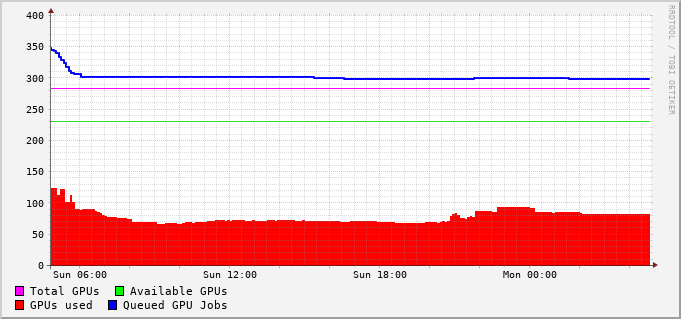 400
350
300
250
200
150
100
50
0
Sun 06:00 Sun 12:00 Sun 18:00 Mon 00:00
Total GPUs Available GPUs
GPUs used Queued GPU Jobs
RRDTOOL / TOBI OETIKER